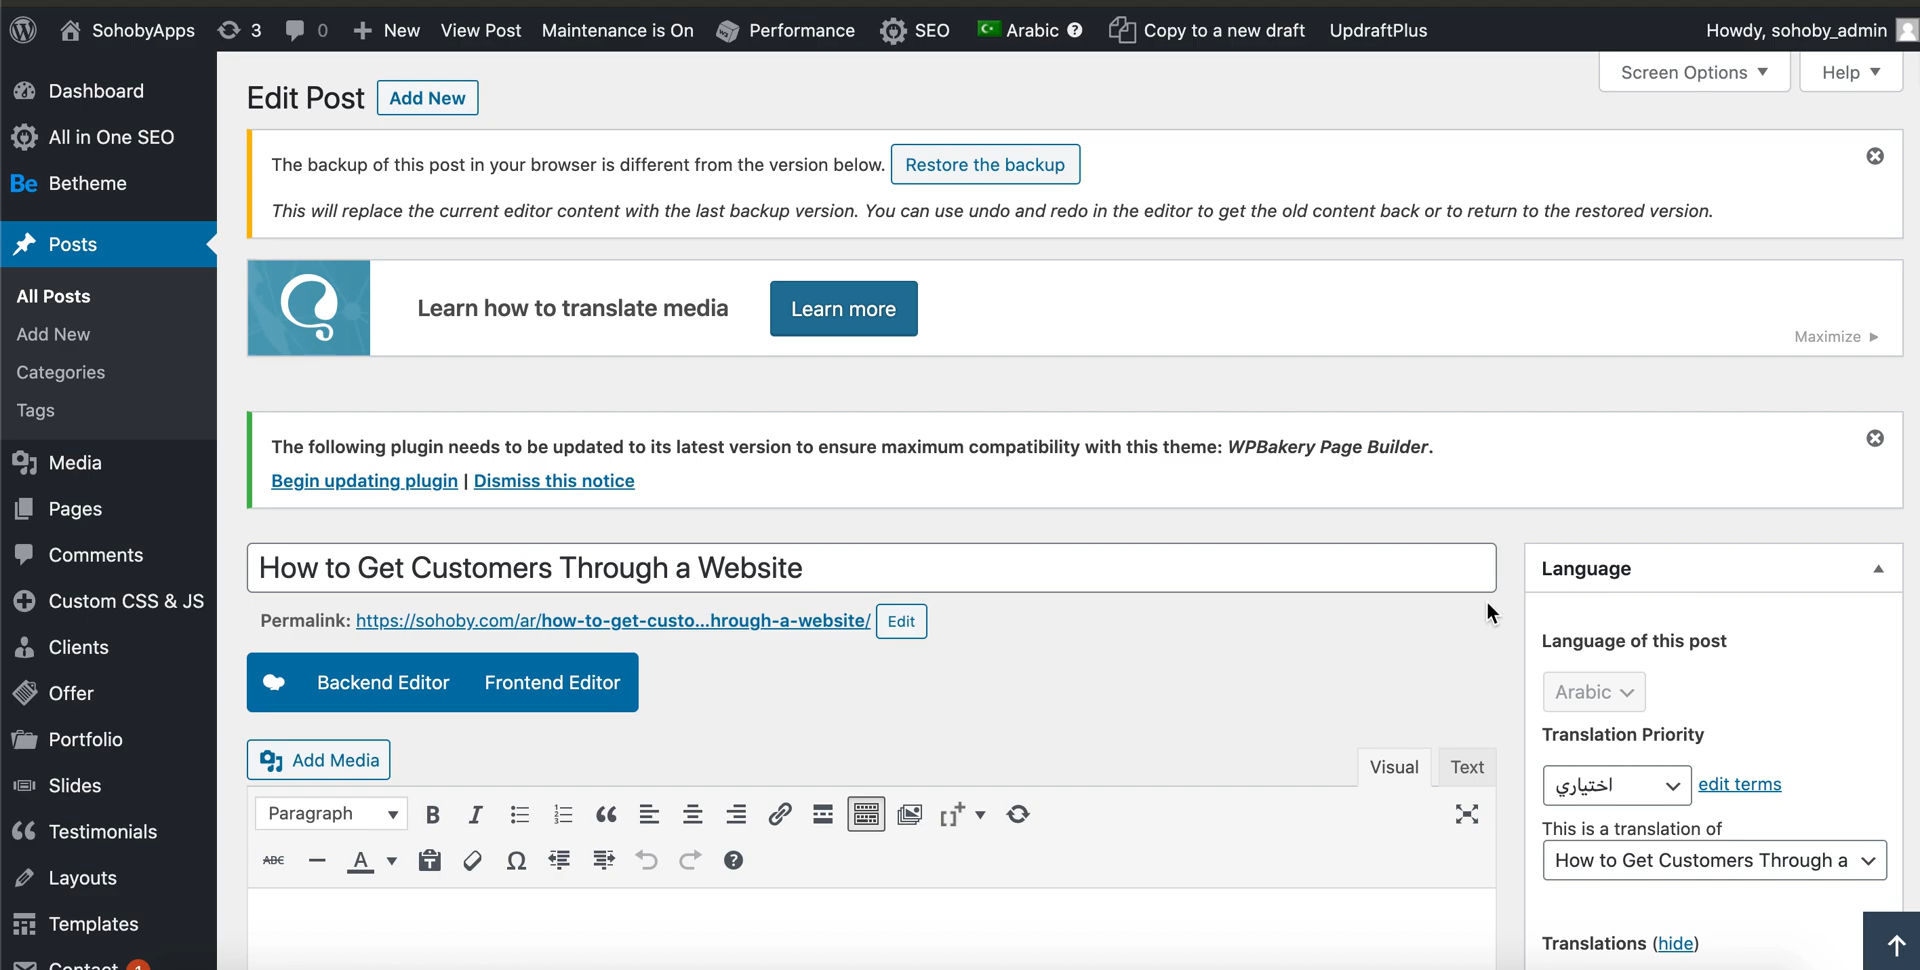 SohobyApps 3 0 New View Post Maintenance is On Performance SEO Arabic Copy to a new draft UpdraftPlus Howdy, sohoby_admin
Screen Options Help
Dashboard
All in One SEO
Be Betheme
Posts
All Posts
Add New
Categories
Tags
Media
Pages
Comments
Custom CSS & JS
Clients
Offer
Portfolio
Slides
Testimonials
Layouts
Templates
Contact 1
Edit Post Add New
The backup of this post in your browser is different from the version below. Restore the backup
This will replace the current editor content with the last backup version. You can use undo and redo in the editor to get the old content back or to return to the restored version.
Learn how to translate media Learn more
Maximize
The following plugin needs to be updated to its latest version to ensure maximum compatibility with this theme: WPBakery Page Builder.
Begin updating plugin | Dismiss this notice
How to Get Customers Through a Website
Permalink: https://sohoby.com/ar/how-to-get-custo...hrough-a-website/ Edit
Backend Editor Frontend Editor
Add Media
Visual Text
Paragraph B I
ABC A Ω
Language
Language of this post
Arabic
Translation Priority
اختياري edit terms
This is a translation of
How to Get Customers Through a
Translations (hide)